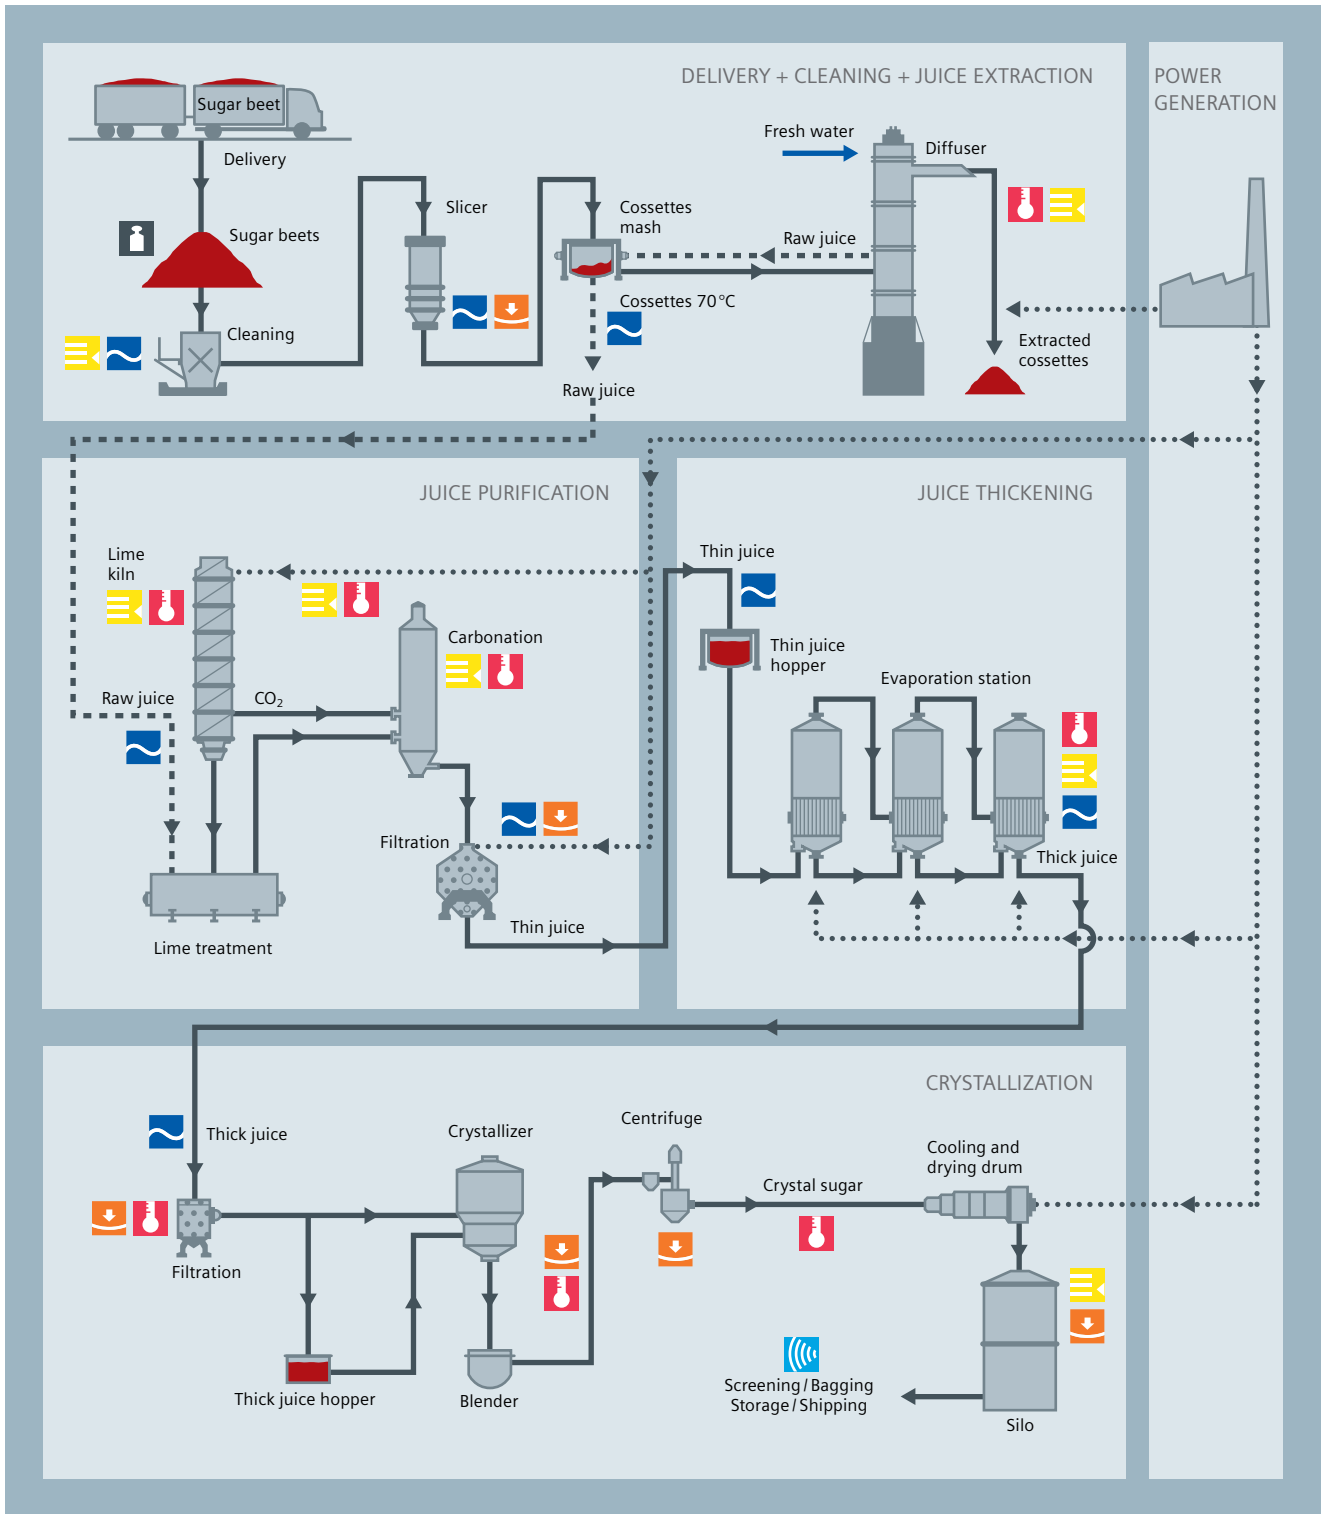 DELIVERY + CLEANING + JUICE EXTRACTION
POWER
GENERATION
Sugar beet
Delivery
Fresh water
Diffuser
Slicer
Cossettes
mash
Sugar beets
Raw juice
Cossettes 70 °C
Cleaning
Extracted
cossettes
Raw juice
JUICE PURIFICATION
JUICE THICKENING
Lime
kiln
Thin juice
Carbonation
Thin juice
hopper
Evaporation station
Raw juice
CO₂
Filtration
Thick juice
Thin juice
Lime treatment
CRYSTALLIZATION
Thick juice
Crystallizer
Centrifuge
Cooling and
drying drum
Crystal sugar
Filtration
Thick juice hopper
Blender
Screening / Bagging
Storage / Shipping
Silo